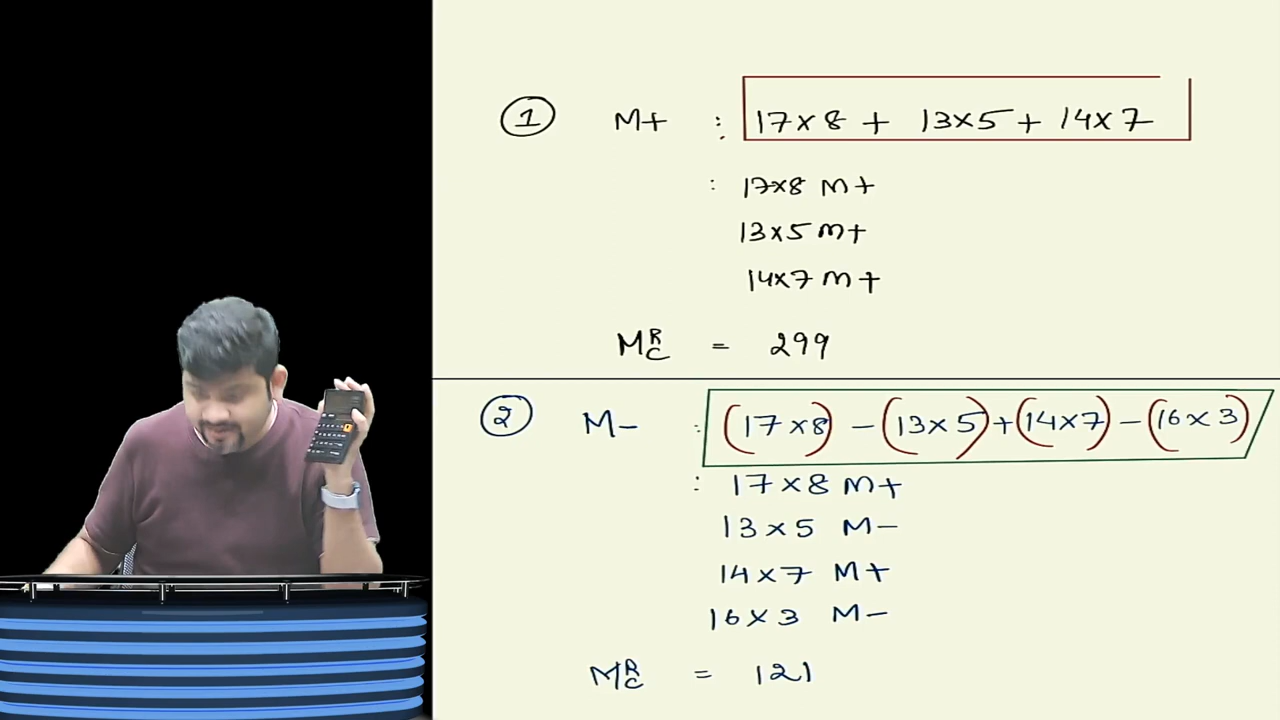 ① M+ : 17×8 + 13×5 + 14×7
: 17×8 M+
13×5 M+
14×7 M+
MRC = 299
② M- : (17×8) - (13×5) + (14×7) - (16×3)
: 17×8 M+
13×5 M-
14×7 M+
16×3 M-
MRC = 121